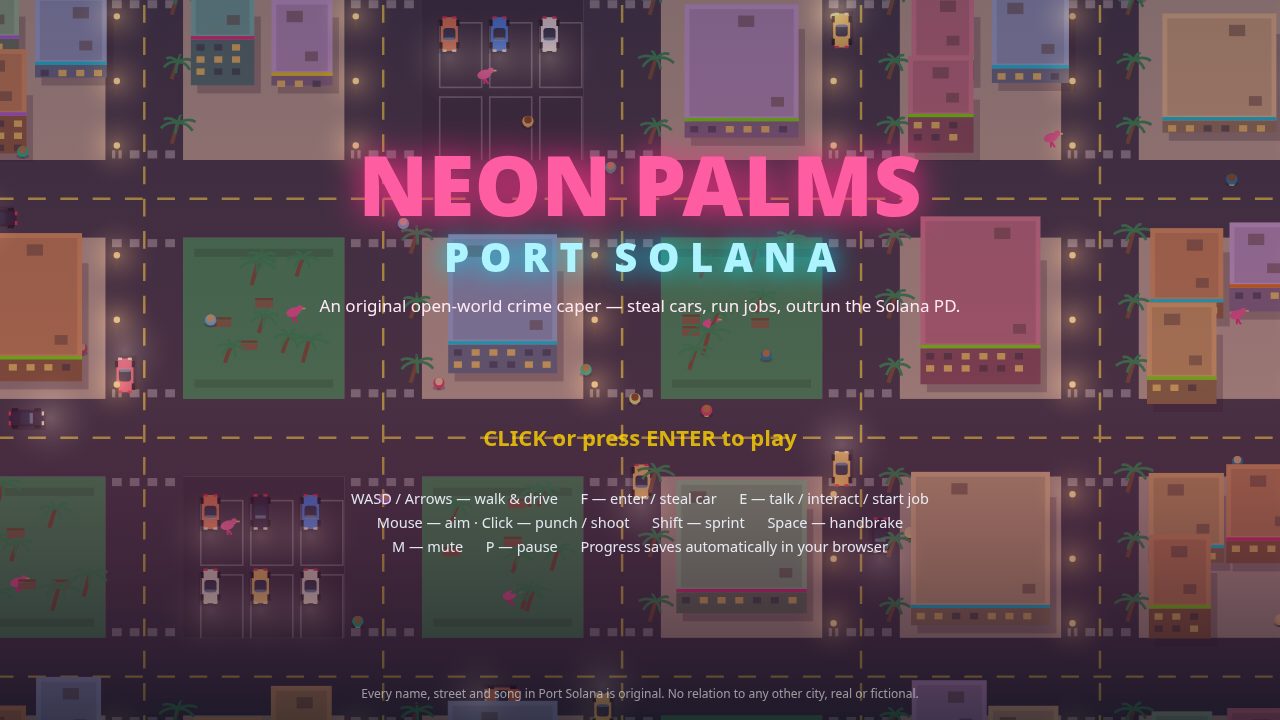 NEON PALMS
PORT SOLANA
An original open-world crime caper — steal cars, run jobs, outrun the Solana PD.
CLICK or press ENTER to play
WASD / Arrows — walk & drive F — enter / steal car E — talk / interact / start job
Mouse — aim · Click — punch / shoot Shift — sprint Space — handbrake
M — mute P — pause Progress saves automatically in your browser
Every name, street and song in Port Solana is original. No relation to any other city, real or fictional.